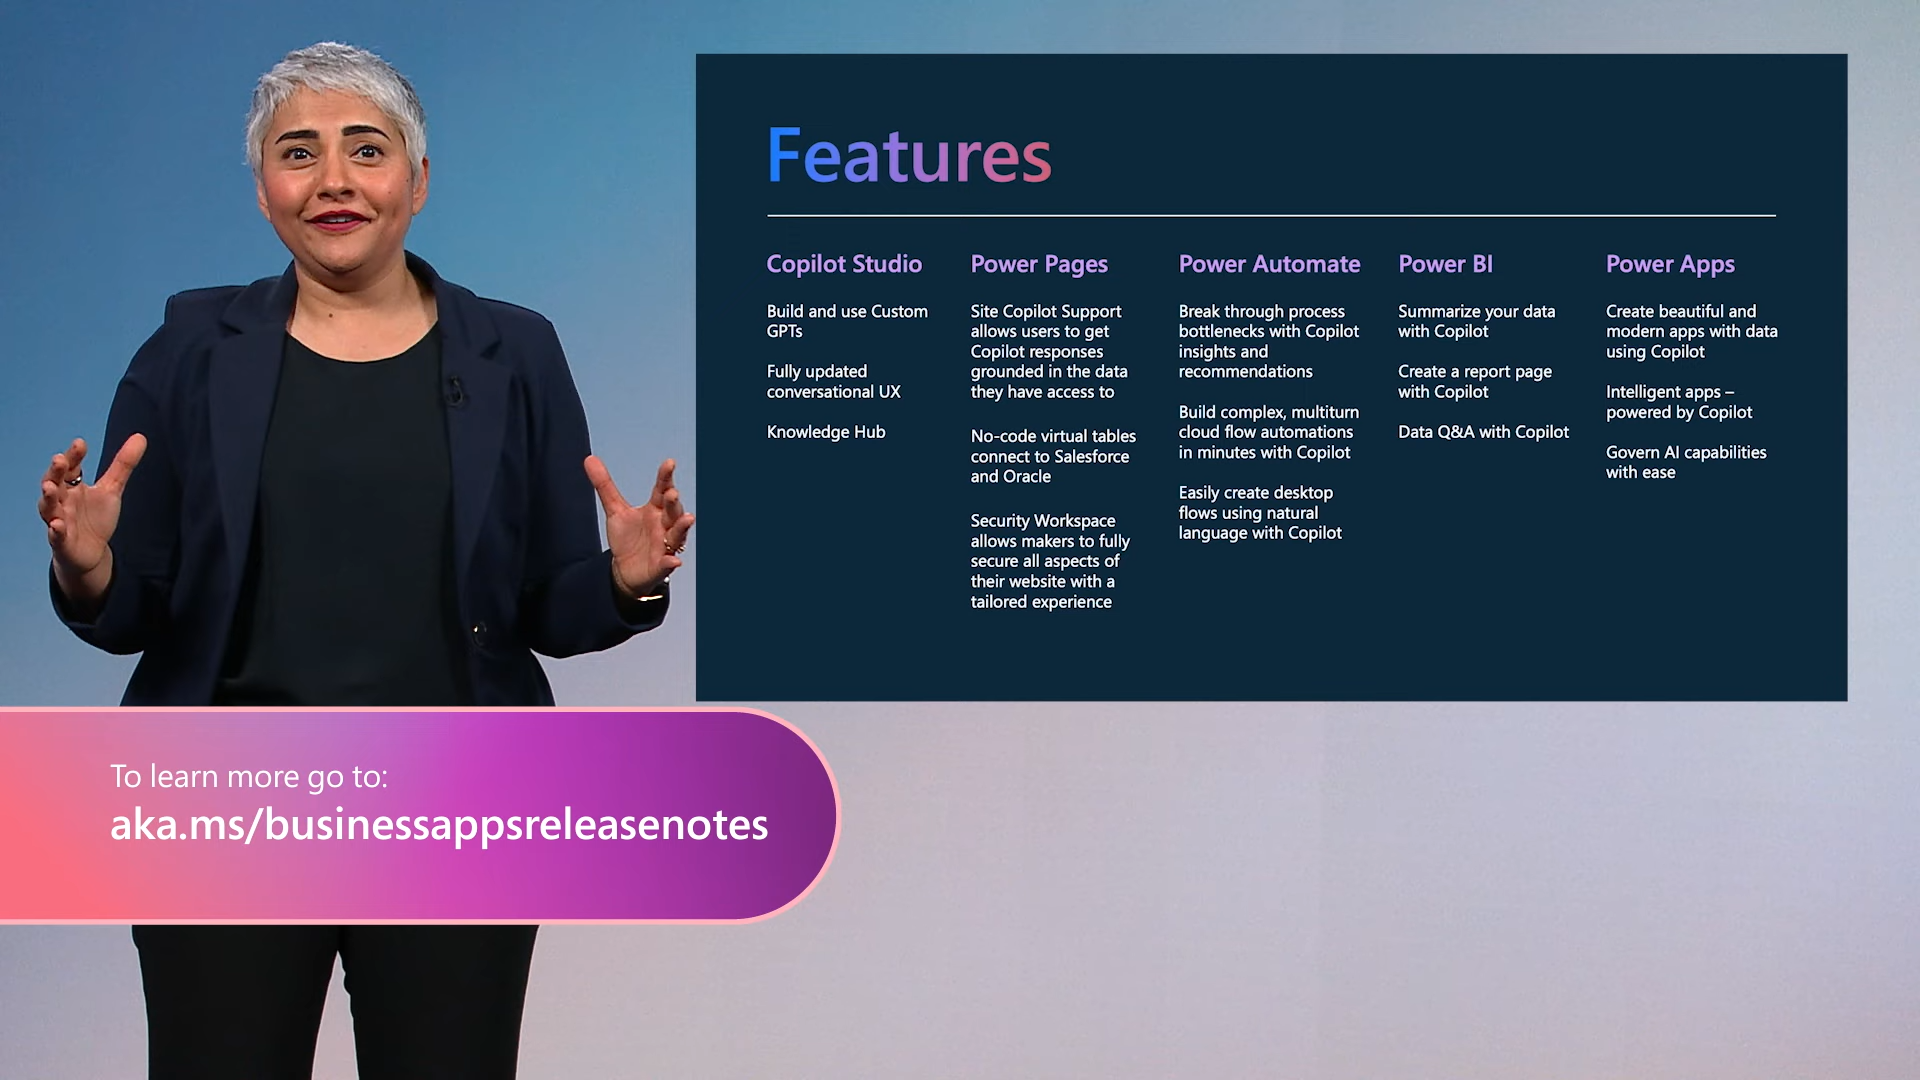 Features
Copilot Studio
Build and use Custom
GPTs
Fully updated
conversational UX
Knowledge Hub
Power Pages
Site Copilot Support
allows users to get
Copilot responses
grounded in the data
they have access to
No-code virtual tables
connect to Salesforce
and Oracle
Security Workspace
allows makers to fully
secure all aspects of
their website with a
tailored experience
Power Automate
Break through process
bottlenecks with Copilot
insights and
recommendations
Build complex, multiturn
cloud flow automations
in minutes with Copilot
Easily create desktop
flows using natural
language with Copilot
Power BI
Summarize your data
with Copilot
Create a report page
with Copilot
Data Q&A with Copilot
Power Apps
Create beautiful and
modern apps with data
using Copilot
Intelligent apps –
powered by Copilot
Govern AI capabilities
with ease
To learn more go to:
aka.ms/businessappsreleasenotes